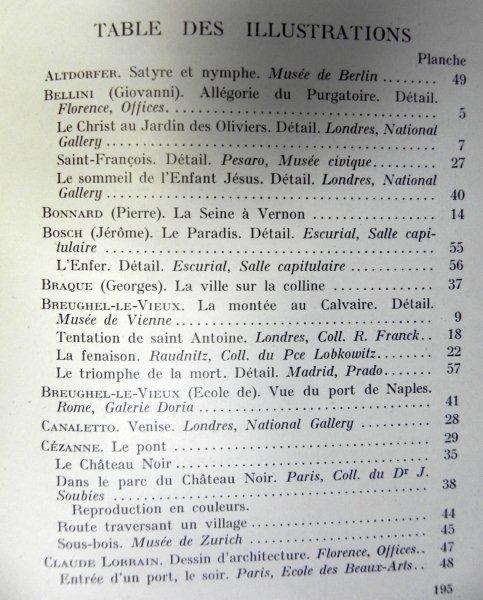 TABLE DES ILLUSTRATIONS
Planche
ALTDORFER. Satyre et nymphe. Musée de Berlin ........ 49
BELLINI (Giovanni). Allégorie du Purgatoire. Détail.
Florence, Offices. ........ 5
Le Christ au Jardin des Oliviers. Détail. Londres, National
Gallery ........ 7
Saint-François. Détail. Pesaro, Musée civique ........ 27
Le sommeil de l'Enfant Jésus. Détail. Londres, National
Gallery ........ 40
BONNARD (Pierre). La Seine à Vernon ........ 14
BOSCH (Jérôme). Le Paradis. Détail. Escurial, Salle capi-
tulaire ........ 55
L'Enfer. Détail. Escurial, Salle capitulaire ........ 56
BRAQUE (Georges). La ville sur la colline ........ 37
BREUGHEL-LE-VIEUX. La montée au Calvaire. Détail.
Musée de Vienne ........ 9
Tentation de saint Antoine. Londres, Coll. R. Franck.. 18
La fenaison. Raudnitz, Coll. du Pce Lobkowitz ........ 22
Le triomphe de la mort. Détail. Madrid, Prado ........ 57
BREUGHEL-LE-VIEUX (Ecole de). Vue du port de Naples.
Rome, Galerie Doria ........ 41
CANALETTO. Venise. Londres, National Gallery ........ 28
CÉZANNE. Le pont ........ 29
Le Château Noir ........ 35
Dans le parc du Château Noir. Paris, Coll. du Dr J.
Soubies ........ 38
Reproduction en couleurs.
Route traversant un village ........ 44
Sous-bois. Musée de Zurich ........ 45
CLAUDE LORRAIN. Dessin d'architecture. Florence, Offices.. 47
Entrée d'un port, le soir. Paris, Ecole des Beaux-Arts.. 48
195